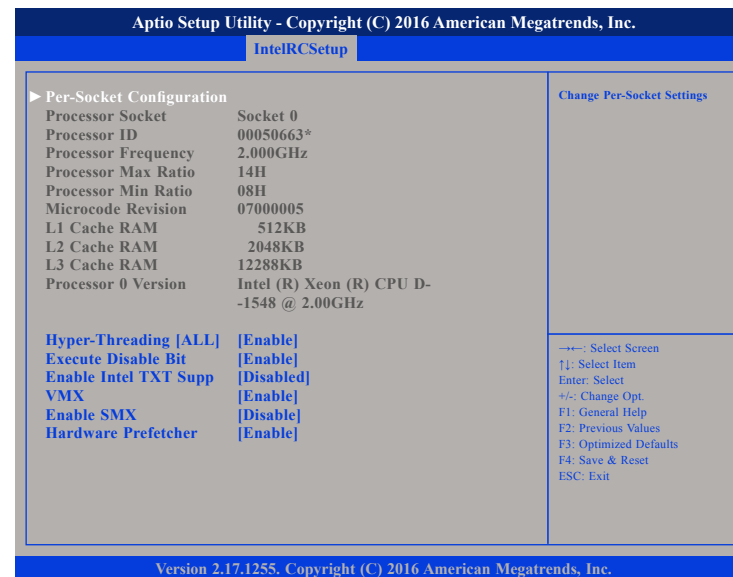 Aptio Setup Utility - Copyright (C) 2016 American Megatrends, Inc.
IntelRCSetup
► Per-Socket Configuration
Processor Socket Socket 0
Processor ID 00050663*
Processor Frequency 2.000GHz
Processor Max Ratio 14H
Processor Min Ratio 08H
Microcode Revision 07000005
L1 Cache RAM 512KB
L2 Cache RAM 2048KB
L3 Cache RAM 12288KB
Processor 0 Version Intel (R) Xeon (R) CPU D-
-1548 @ 2.00GHz
Hyper-Threading [ALL] [Enable]
Execute Disable Bit [Enable]
Enable Intel TXT Supp [Disabled]
VMX [Enable]
Enable SMX [Disable]
Hardware Prefetcher [Enable]
Change Per-Socket Settings
→←: Select Screen
↑↓: Select Item
Enter: Select
+/-: Change Opt.
F1: General Help
F2: Previous Values
F3: Optimized Defaults
F4: Save & Reset
ESC: Exit
Version 2.17.1255. Copyright (C) 2016 American Megatrends, Inc.